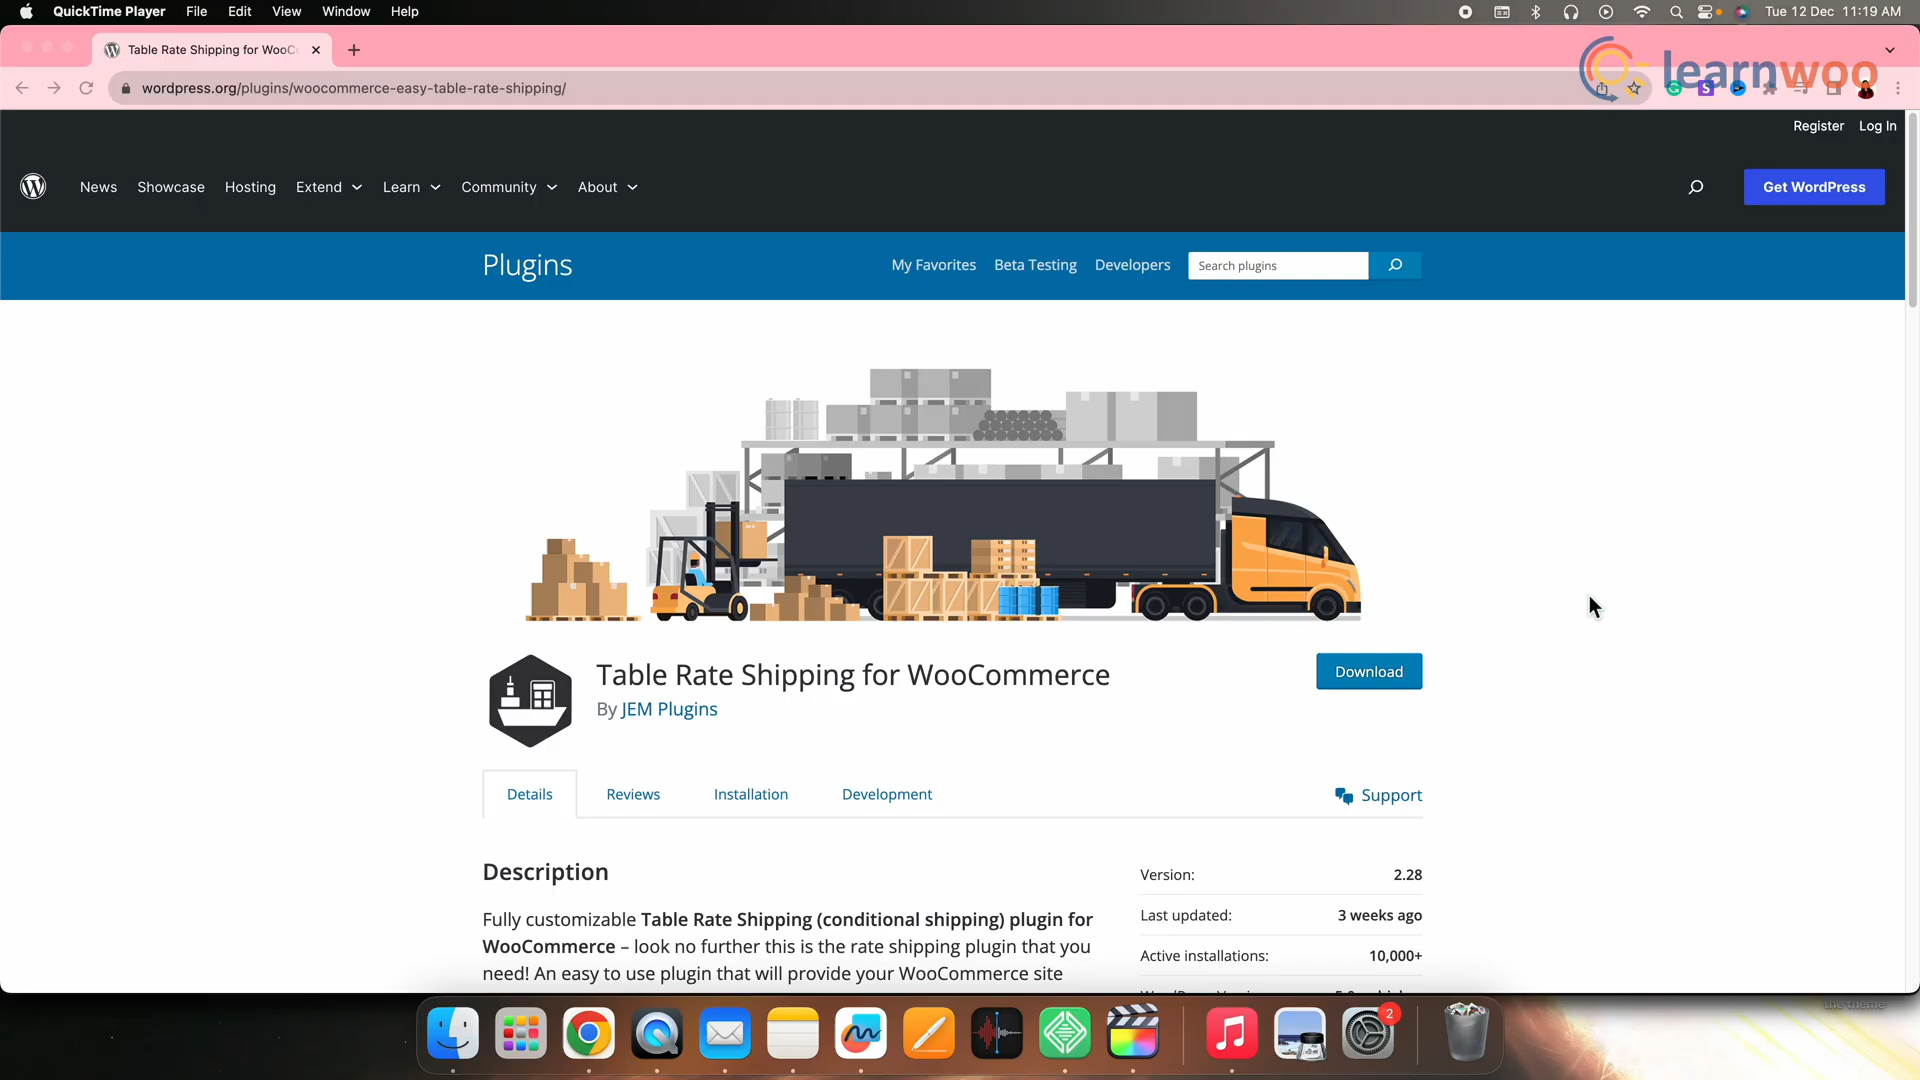 QuickTime Player File Edit View Window Help
Tue 12 Dec 11:19 AM
Table Rate Shipping for WooC
learnwoo
wordpress.org/plugins/woocommerce-easy-table-rate-shipping/
Register Log In
News Showcase Hosting Extend Learn Community About
Get WordPress
Plugins
My Favorites Beta Testing Developers Search plugins
Table Rate Shipping for WooCommerce
Download
By JEM Plugins
Details Reviews Installation Development
Support
Description
Fully customizable Table Rate Shipping (conditional shipping) plugin for
WooCommerce – look no further this is the rate shipping plugin that you
need! An easy to use plugin that will provide your WooCommerce site
Version: 2.28
Last updated: 3 weeks ago
Active installations: 10,000+
the theme
2